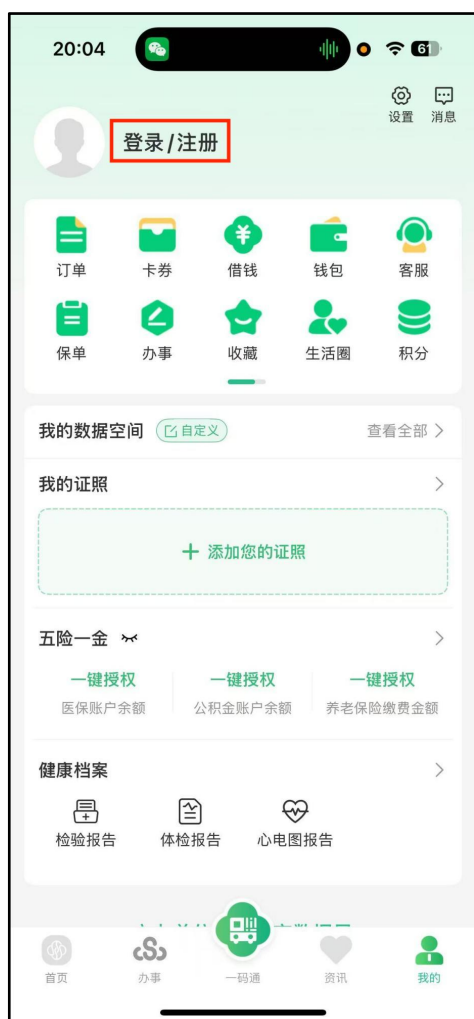 20:04
61
设置 消息
登录/注册
订单 卡券 借钱 钱包 客服
保单 办事 收藏 生活圈 积分
我的数据空间 自定义 查看全部 >
我的证照 >
+ 添加您的证照
五险一金 >
一键授权 一键授权 一键授权
医保账户余额 公积金账户余额 养老保险缴费金额
健康档案 >
检验报告 体检报告 心电图报告
首页 办事 一码通 资讯 我的